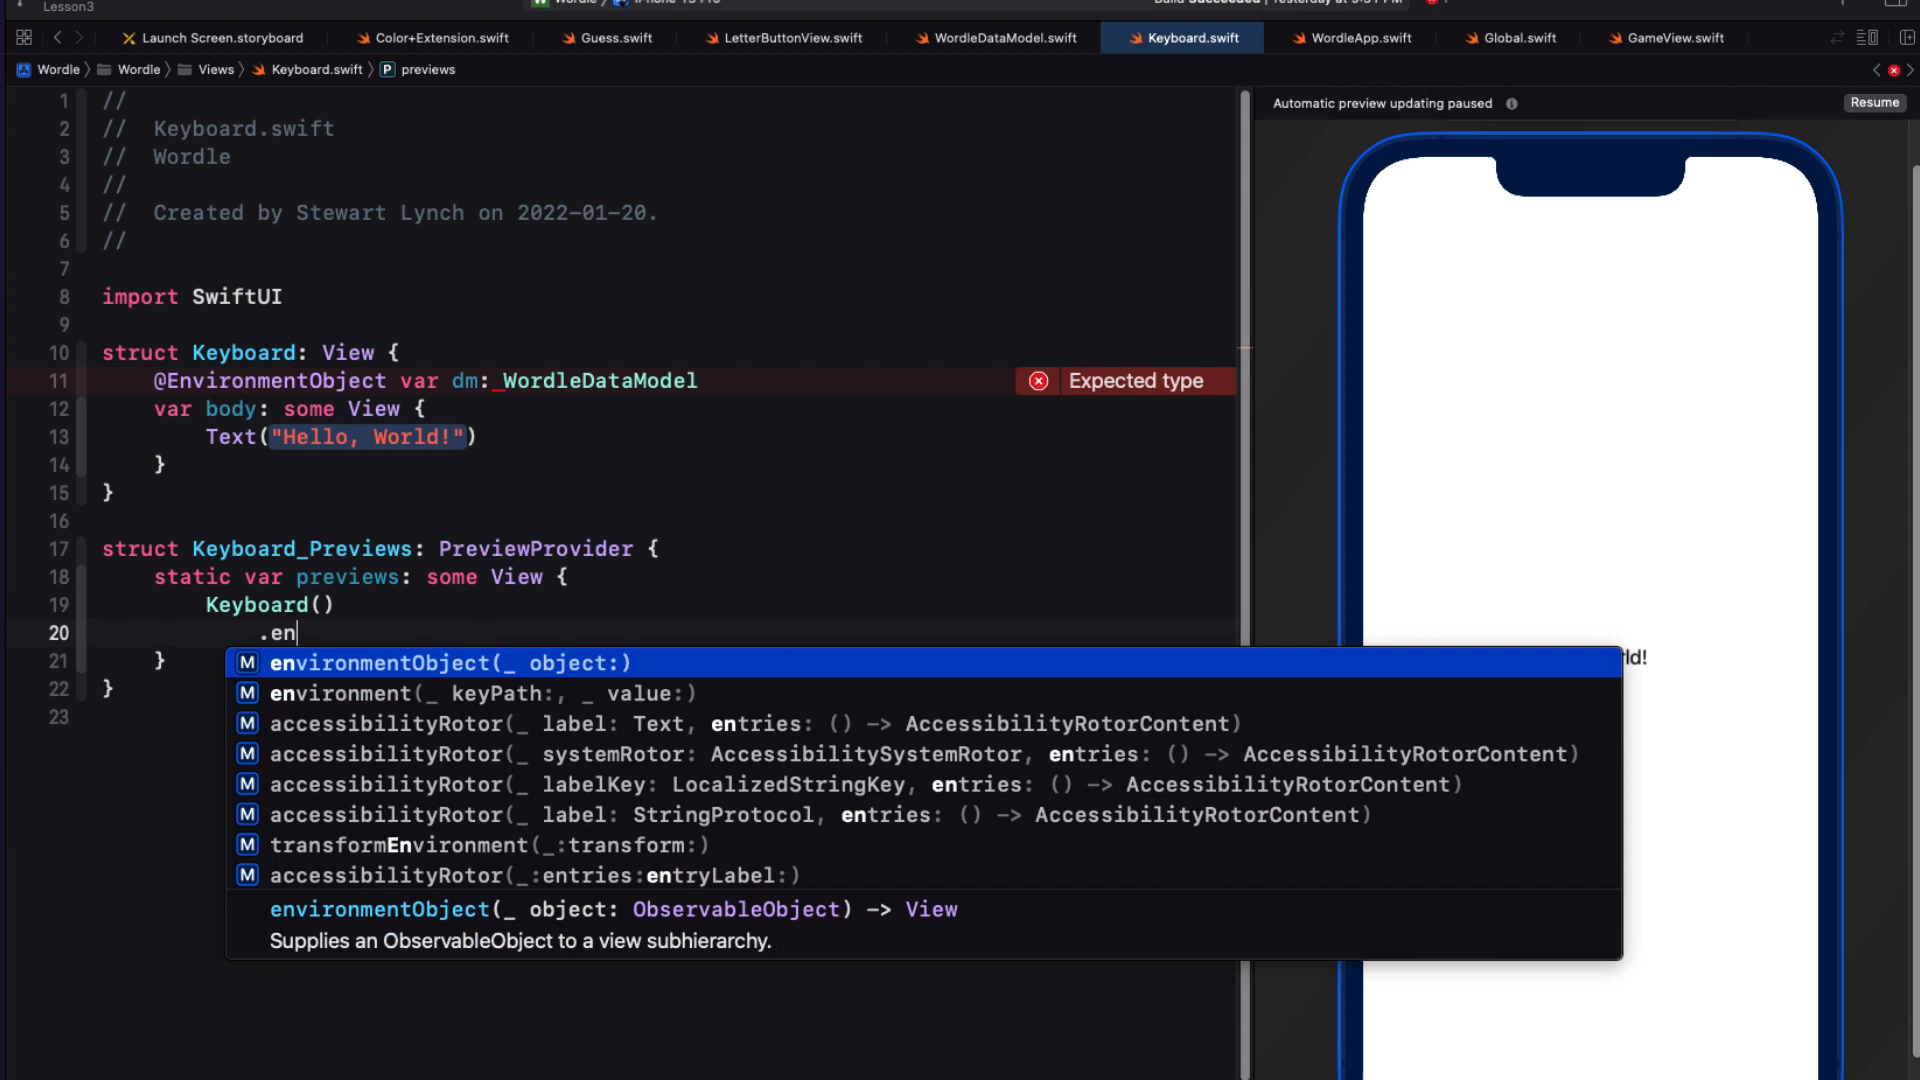 Lesson3
Launch Screen.storyboard
Color+Extension.swift
Guess.swift
LetterButtonView.swift
WordleDataModel.swift
Keyboard.swift
WordleApp.swift
Global.swift
GameView.swift
Wordle
Wordle
Views
Keyboard.swift
P previews
Automatic preview updating paused
Resume
1 //
2 //  Keyboard.swift
3 //  Wordle
4 //
5 //  Created by Stewart Lynch on 2022-01-20.
6 //
7
8 import SwiftUI
9
10 struct Keyboard: View {
11 @EnvironmentObject var dm:_WordleDataModel
Expected type
12 var body: some View {
13 Text("Hello, World!")
14 }
15 }
16
17 struct Keyboard_Previews: PreviewProvider {
18 static var previews: some View {
19 Keyboard()
20 .en
21 }
22 }
23
M environmentObject(_ object:)
M environment(_ keyPath:, _ value:)
M accessibilityRotor(_ label: Text, entries: () -> AccessibilityRotorContent)
M accessibilityRotor(_ systemRotor: AccessibilitySystemRotor, entries: () -> AccessibilityRotorContent)
M accessibilityRotor(_ labelKey: LocalizedStringKey, entries: () -> AccessibilityRotorContent)
M accessibilityRotor(_ label: StringProtocol, entries: () -> AccessibilityRotorContent)
M transformEnvironment(_:transform:)
M accessibilityRotor(_:entries:entryLabel:)
environmentObject(_ object: ObservableObject) -> View
Supplies an ObservableObject to a view subhierarchy.
ld!